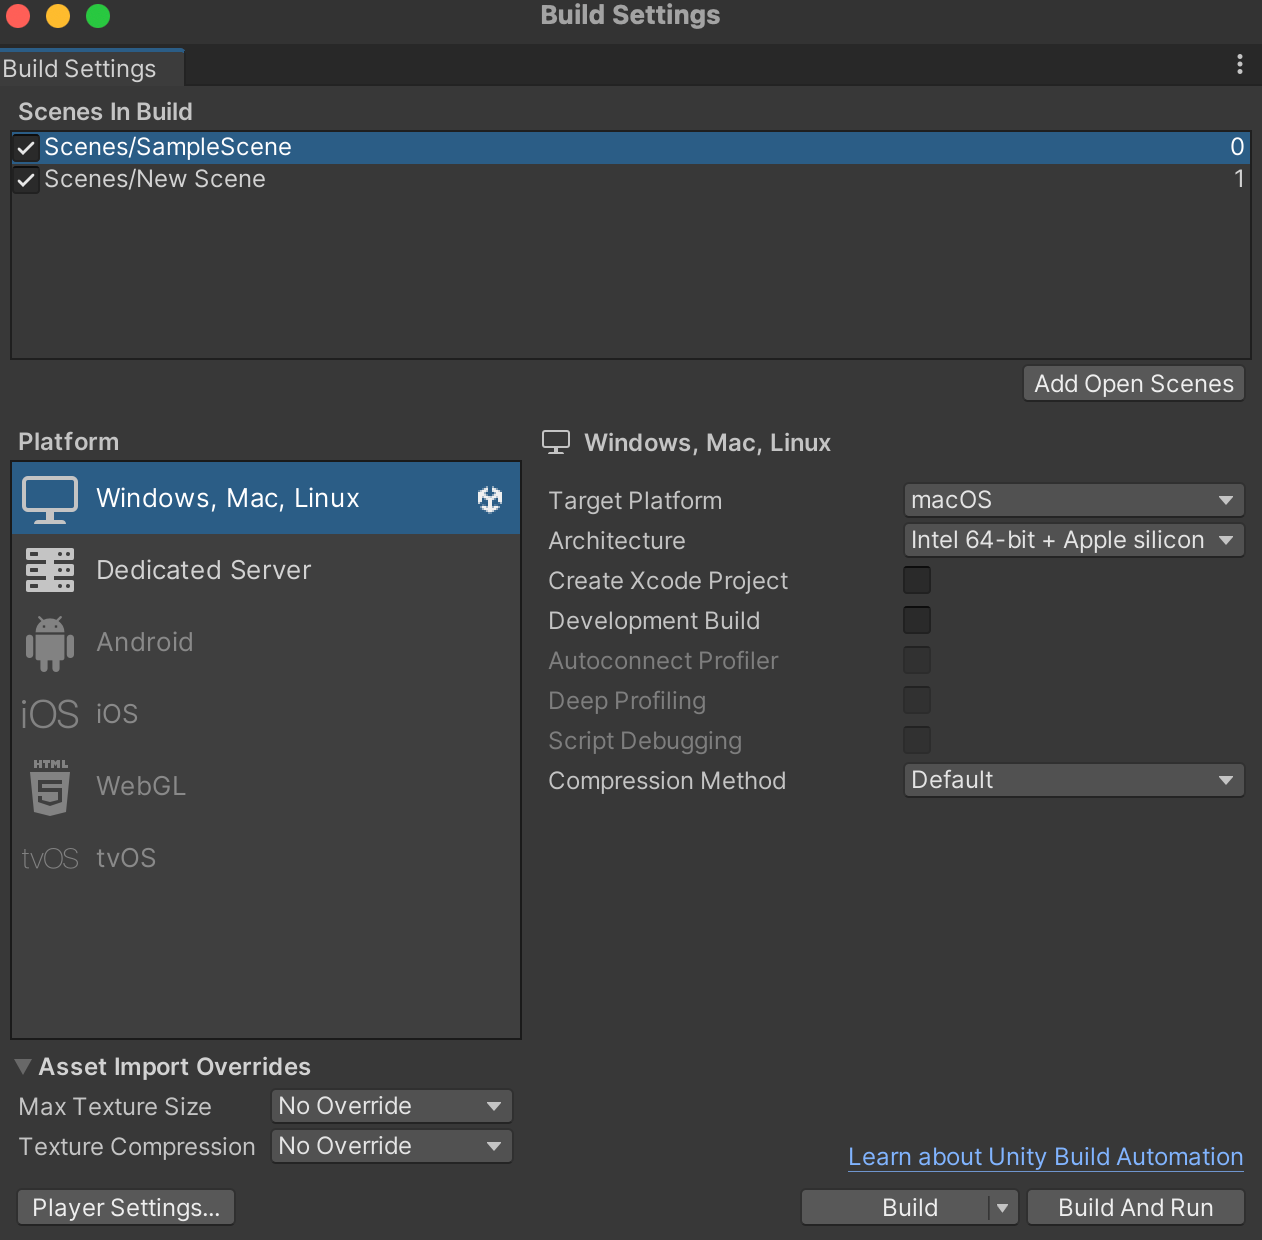 Build Settings
Build Settings
Scenes In Build
Scenes/SampleScene 0
Scenes/New Scene 1
Add Open Scenes
Platform
Windows, Mac, Linux
Dedicated Server
Android
iOS iOS
HTML
5 WebGL
tvOS tvOS
Windows, Mac, Linux
Target Platform macOS
Architecture Intel 64-bit + Apple silicon
Create Xcode Project
Development Build
Autoconnect Profiler
Deep Profiling
Script Debugging
Compression Method Default
Asset Import Overrides
Max Texture Size No Override
Texture Compression No Override
Learn about Unity Build Automation
Player Settings... Build Build And Run